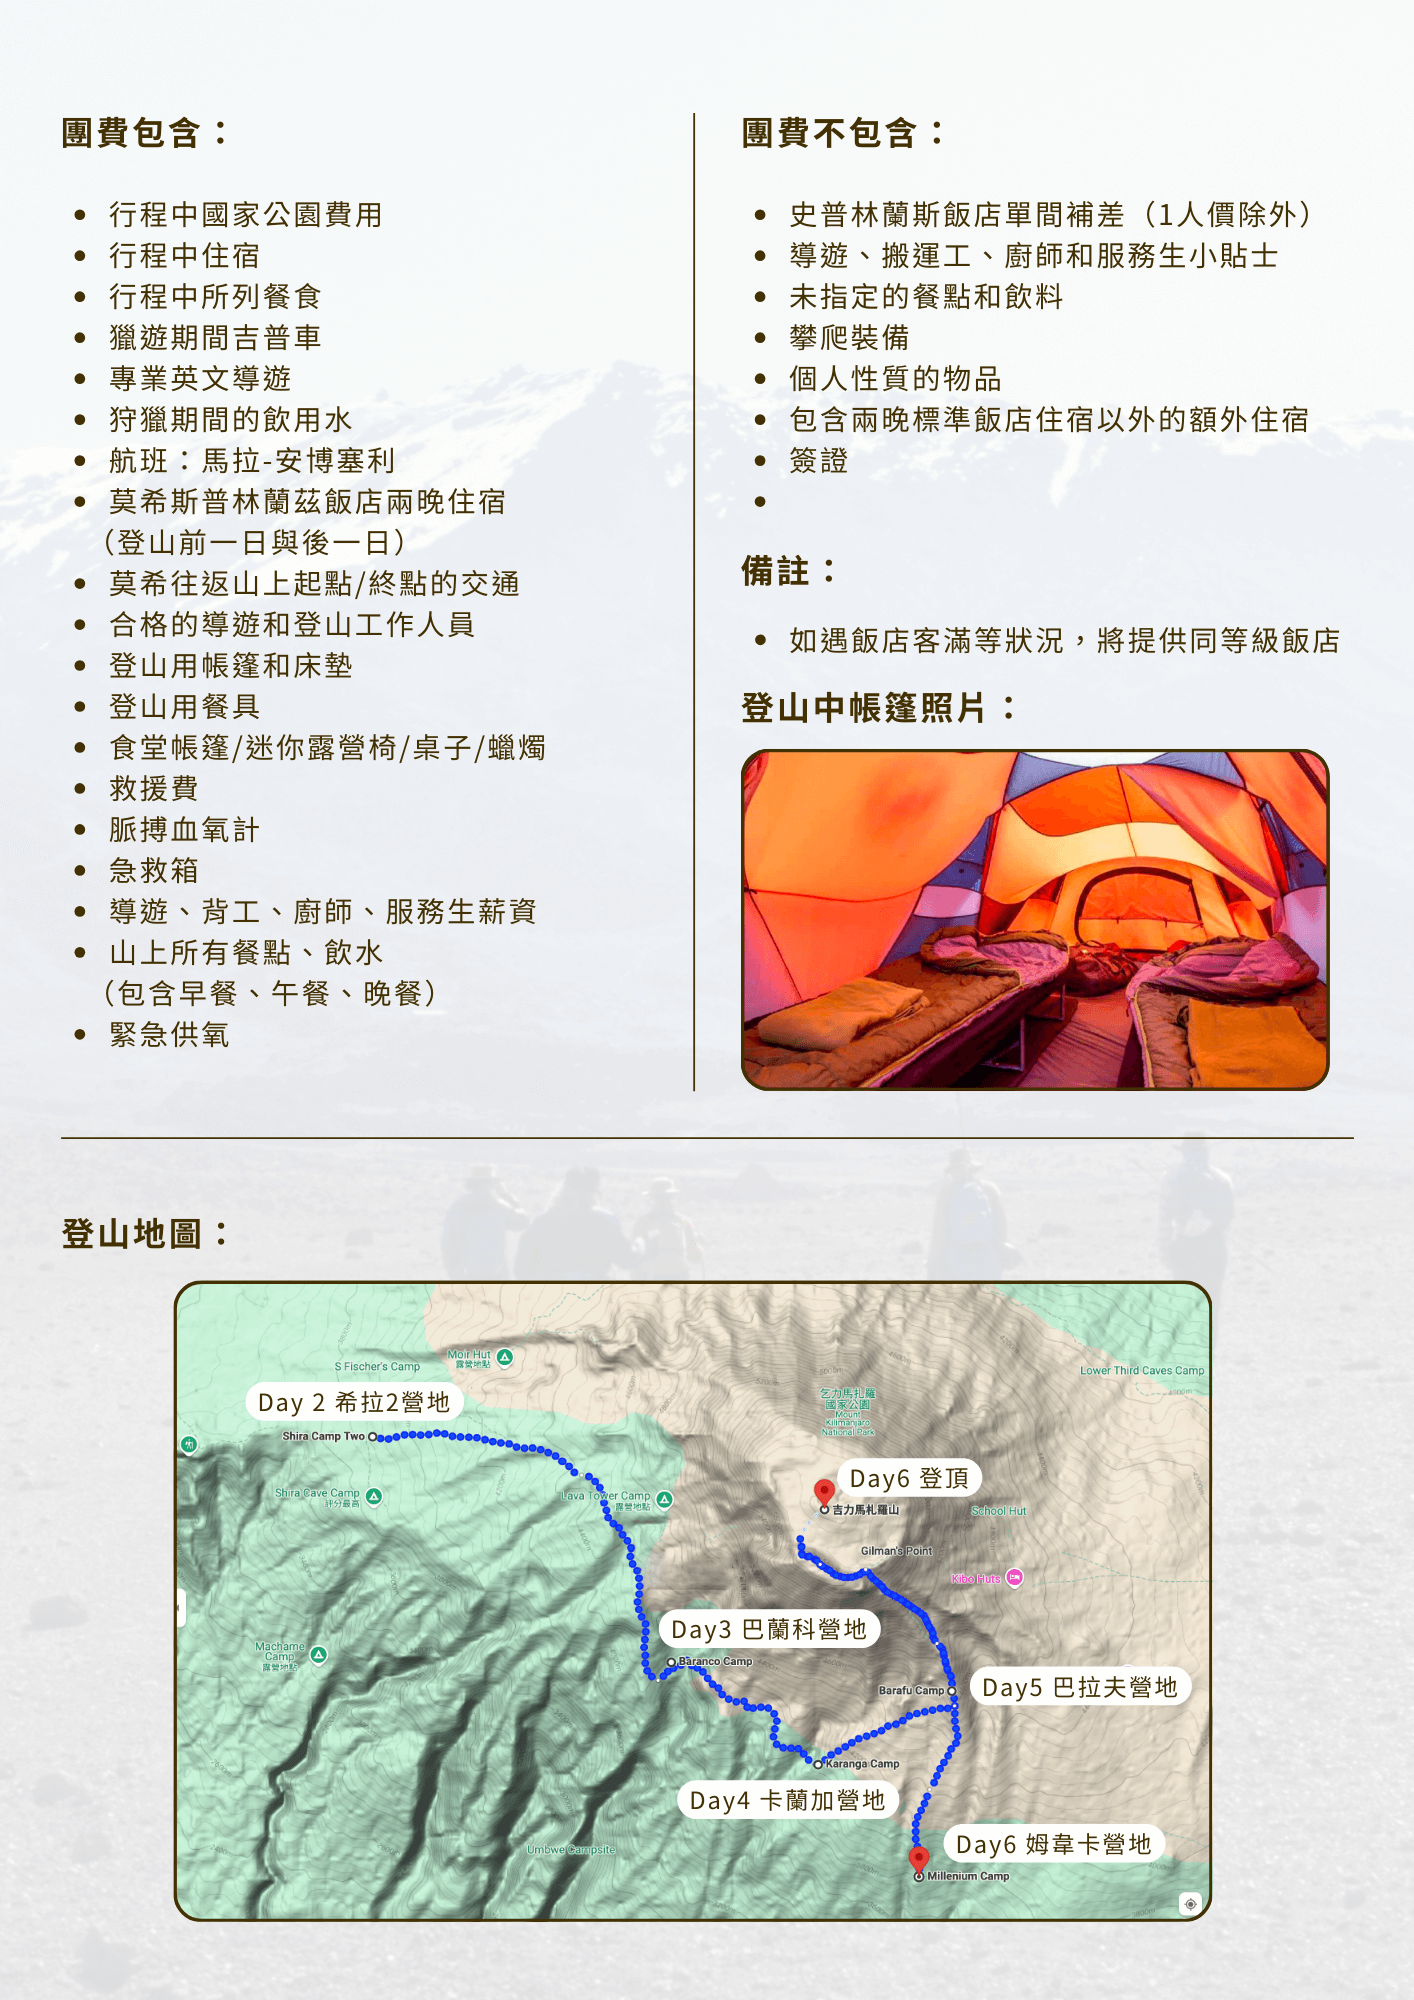 團費包含：
行程中國家公園費用
行程中住宿
行程中所列餐食
獵遊期間吉普車
專業英文導遊
狩獵期間的飲用水
航班：馬拉-安博塞利
莫希斯普林蘭茲飯店兩晚住宿
（登山前一日與後一日）
莫希往返山上起點/終點的交通
合格的導遊和登山工作人員
登山用帳篷和床墊
登山用餐具
食堂帳篷/迷你露營椅/桌子/蠟燭
救援費
脈搏血氧計
急救箱
導遊、背工、廚師、服務生薪資
山上所有餐點、飲水
（包含早餐、午餐、晚餐）
緊急供氧
團費不包含：
史普林蘭斯飯店單間補差（1人價除外）
導遊、搬運工、廚師和服務生小貼士
未指定的餐點和飲料
攀爬裝備
個人性質的物品
包含兩晚標準飯店住宿以外的額外住宿
簽證
備註：
如遇飯店客滿等狀況，將提供同等級飯店
登山中帳篷照片：
登山地圖：
Moir Hut
露營地點
S Fischer's Camp
Lower Third Caves Camp
Day 2 希拉2營地
乞力馬扎羅
國家公園
Mount
Kilimanjaro
National Park
Shira Camp Two
Day6 登頂
Shira Cave Camp
評分最高
Lava Tower Camp
露營地點
吉力馬札羅山
School Hut
Gilman's Point
Kibo Huts
Day3 巴蘭科營地
Machame
Camp
露營地點
Baranco Camp
Barafu Camp
Day5 巴拉夫營地
Karanga Camp
Day4 卡蘭加營地
Umbwe Campsite
Day6 姆韋卡營地
Millenium Camp